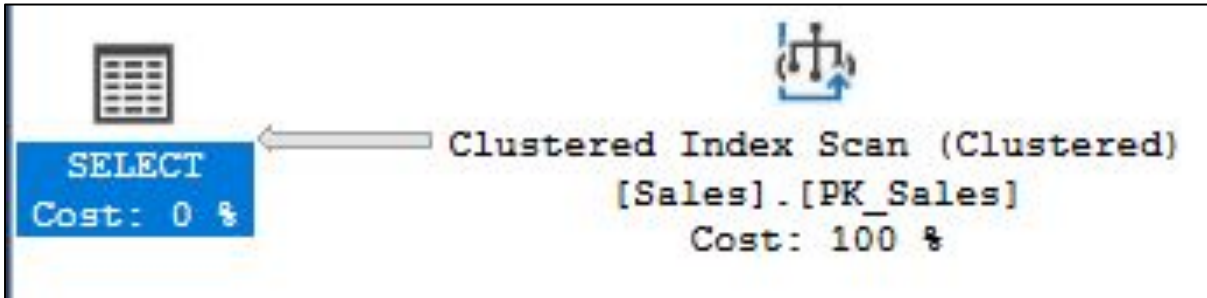 SELECT
Cost: 0 %
Clustered Index Scan (Clustered)
[Sales].[PK_Sales]
Cost: 100 %